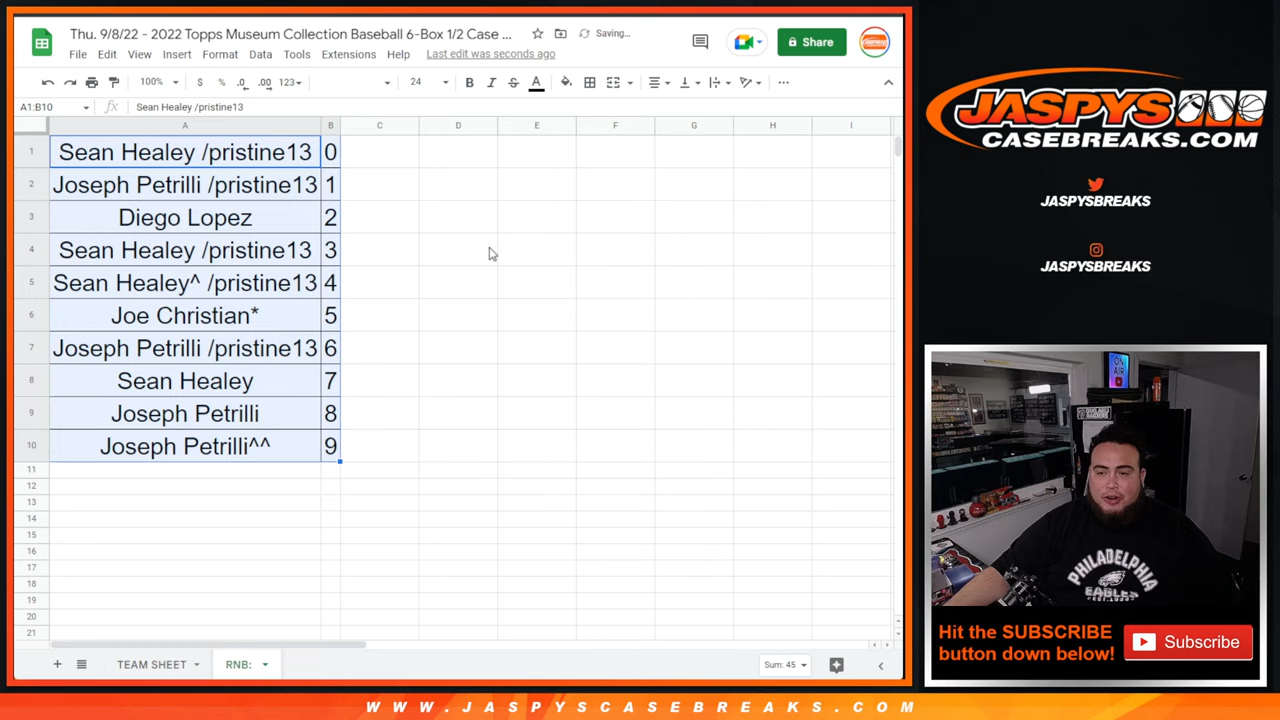 Thu. 9/8/22 - 2022 Topps Museum Collection Baseball 6-Box 1/2 Case ...
Saving...
Share
File Edit View Insert Format Data Tools Extensions Help Last edit was seconds ago
100% $ % .0 .00 123 24 B I S A
A1:B10 fx Sean Healey /pristine13
A B C D E F G H I
1 Sean Healey /pristine13 0
2 Joseph Petrilli /pristine13 1
3 Diego Lopez 2
4 Sean Healey /pristine13 3
5 Sean Healey^ /pristine13 4
6 Joe Christian* 5
7 Joseph Petrilli /pristine13 6
8 Sean Healey 7
9 Joseph Petrilli 8
10 Joseph Petrilli^^ 9
11
12
13
14
15
16
17
18
19
20
21
TEAM SHEET RNB: Sum: 45
JASPYS
CASEBREAKS.COM
JASPYSBREAKS
JASPYSBREAKS
ON
AIR
PHILADELPHIA
EAGLES
Hit the SUBSCRIBE
button down below!
Subscribe
WWW.JASPYSCASEBREAKS.COM